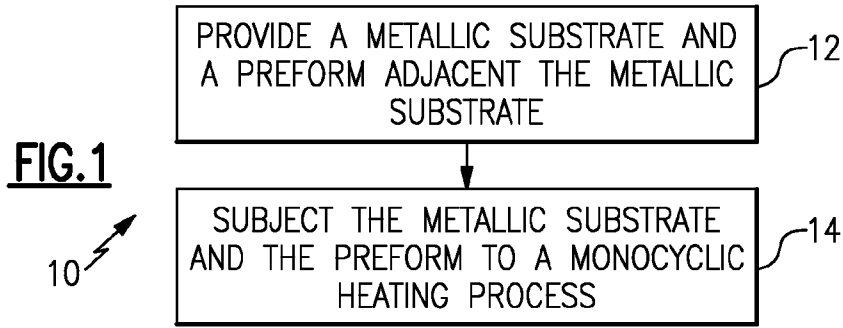 PROVIDE A METALLIC SUBSTRATE AND
A PREFORM ADJACENT THE METALLIC
SUBSTRATE
12
FIG.1
SUBJECT THE METALLIC SUBSTRATE
AND THE PREFORM TO A MONOCYCLIC
HEATING PROCESS
14
10